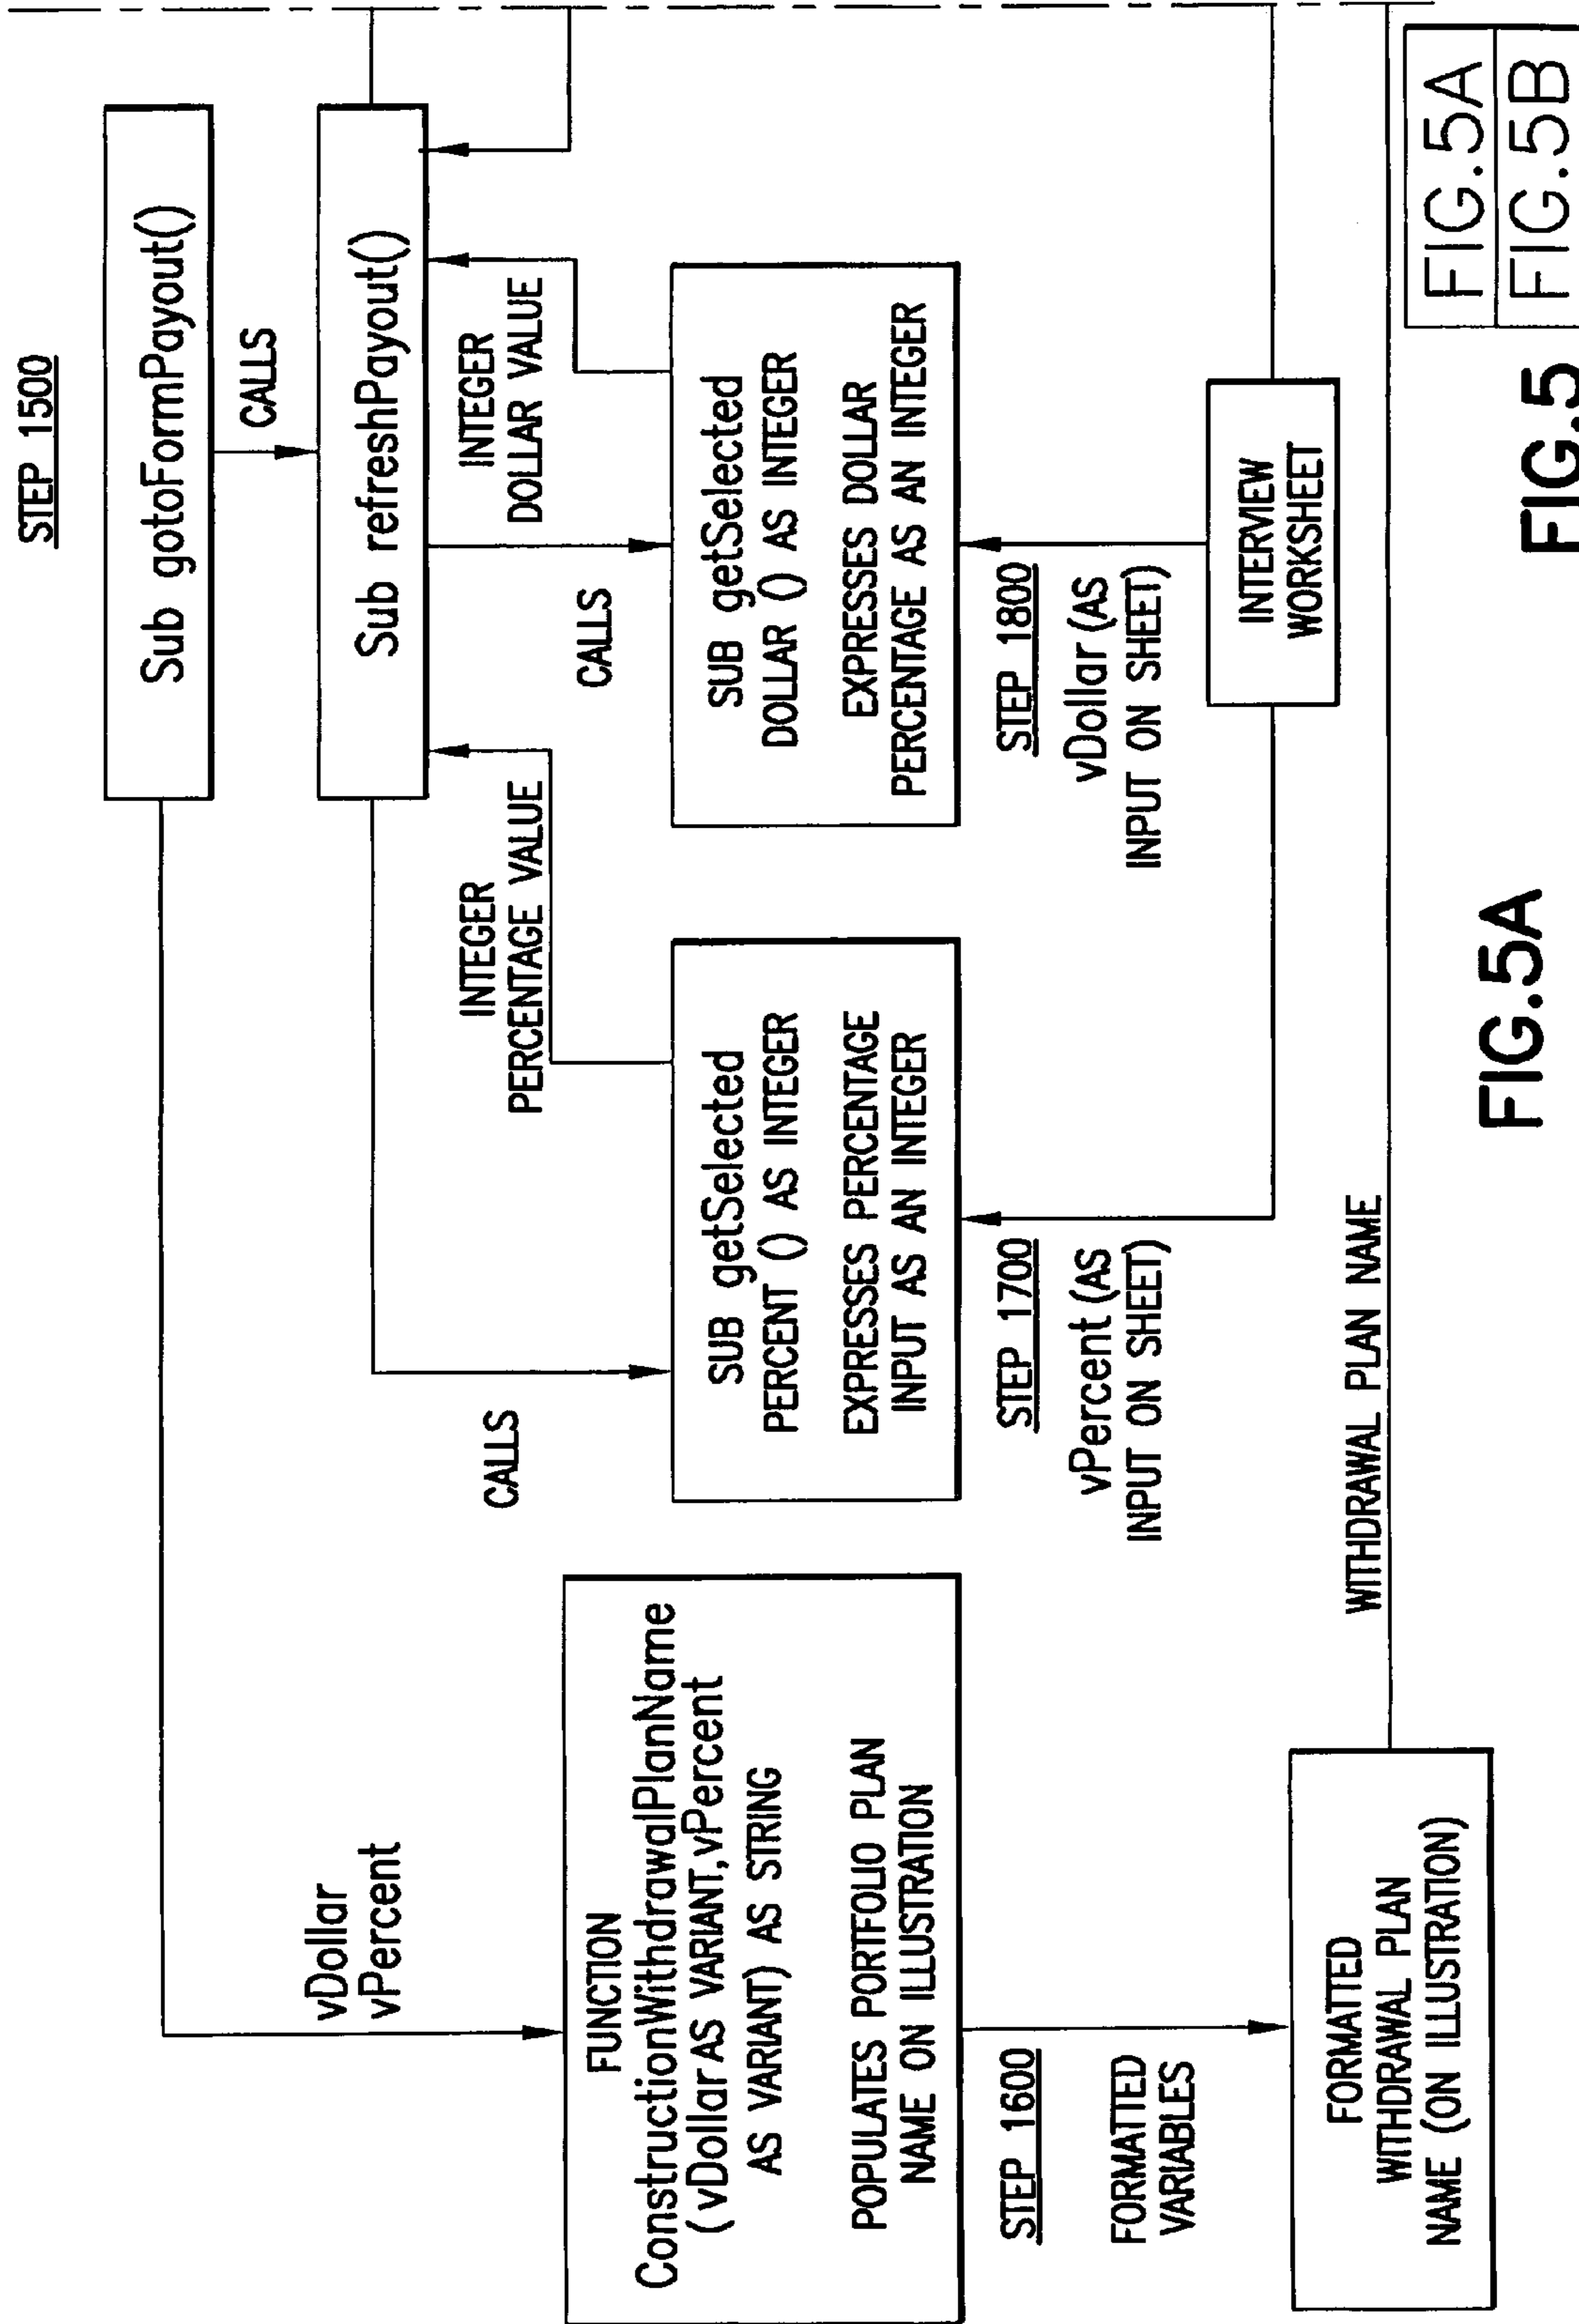 STEP 1500
Sub gotoFormPayout()
CALLS
Sub refreshPayout()
vDollar
vPercent
INTEGER
PERCENTAGE VALUE
INTEGER
DOLLAR VALUE
CALLS
CALLS
FUNCTION
ConstructionWithdrawalPlanName
(vDollar AS VARIANT, vPercent
AS VARIANT) AS STRING
POPULATES PORTFOLIO PLAN
NAME ON ILLUSTRATION
SUB getSelected
PERCENT () AS INTEGER
EXPRESSES PERCENTAGE
INPUT AS AN INTEGER
SUB getSelected
DOLLAR () AS INTEGER
EXPRESSES DOLLAR
PERCENTAGE AS AN INTEGER
STEP 1600
FORMATTED
VARIABLES
STEP 1700
vPercent (AS
INPUT ON SHEET)
STEP 1800
vDollar (AS
INPUT ON SHEET)
INTERVIEW
WORKSHEET
FORMATTED
WITHDRAWAL PLAN
NAME (ON ILLUSTRATION)
WITHDRAWAL PLAN NAME
FIG.5A
FIG.5
FIG.5A
FIG.5B